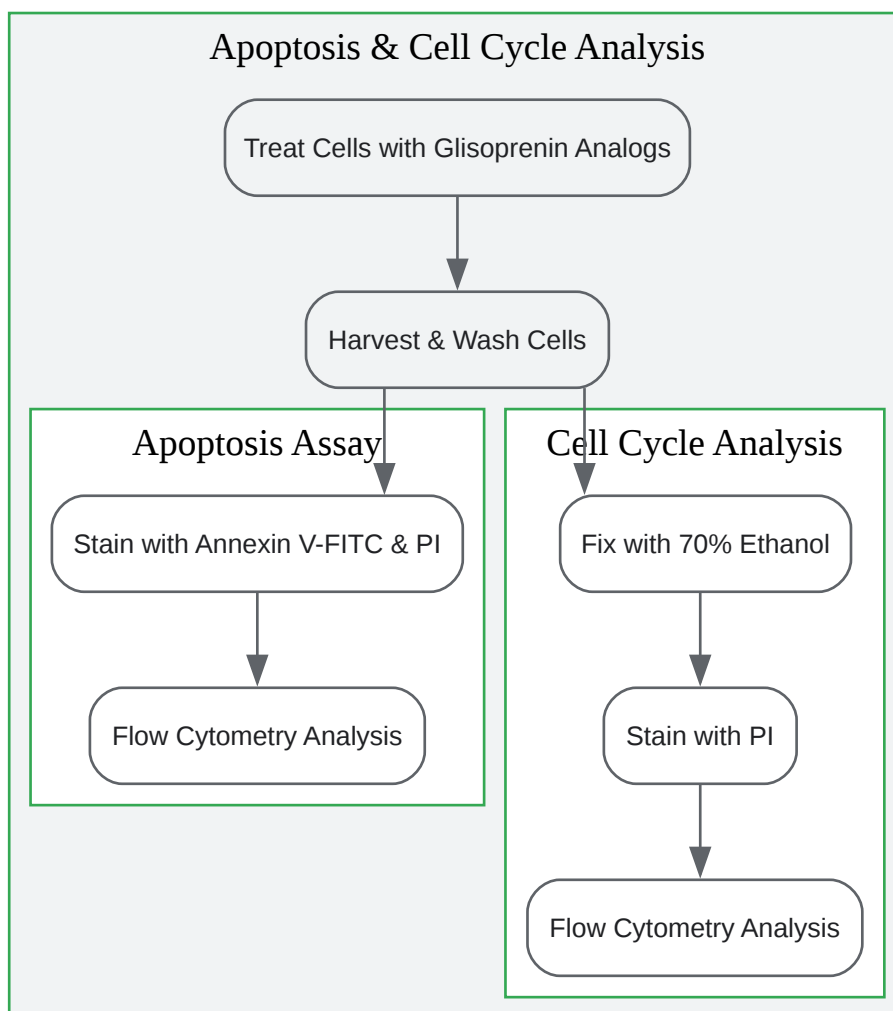 Apoptosis & Cell Cycle Analysis
Treat Cells with Glisoprenin Analogs
Harvest & Wash Cells
Apoptosis Assay
Stain with Annexin V-FITC & PI
Flow Cytometry Analysis
Cell Cycle Analysis
Fix with 70% Ethanol
Stain with PI
Flow Cytometry Analysis